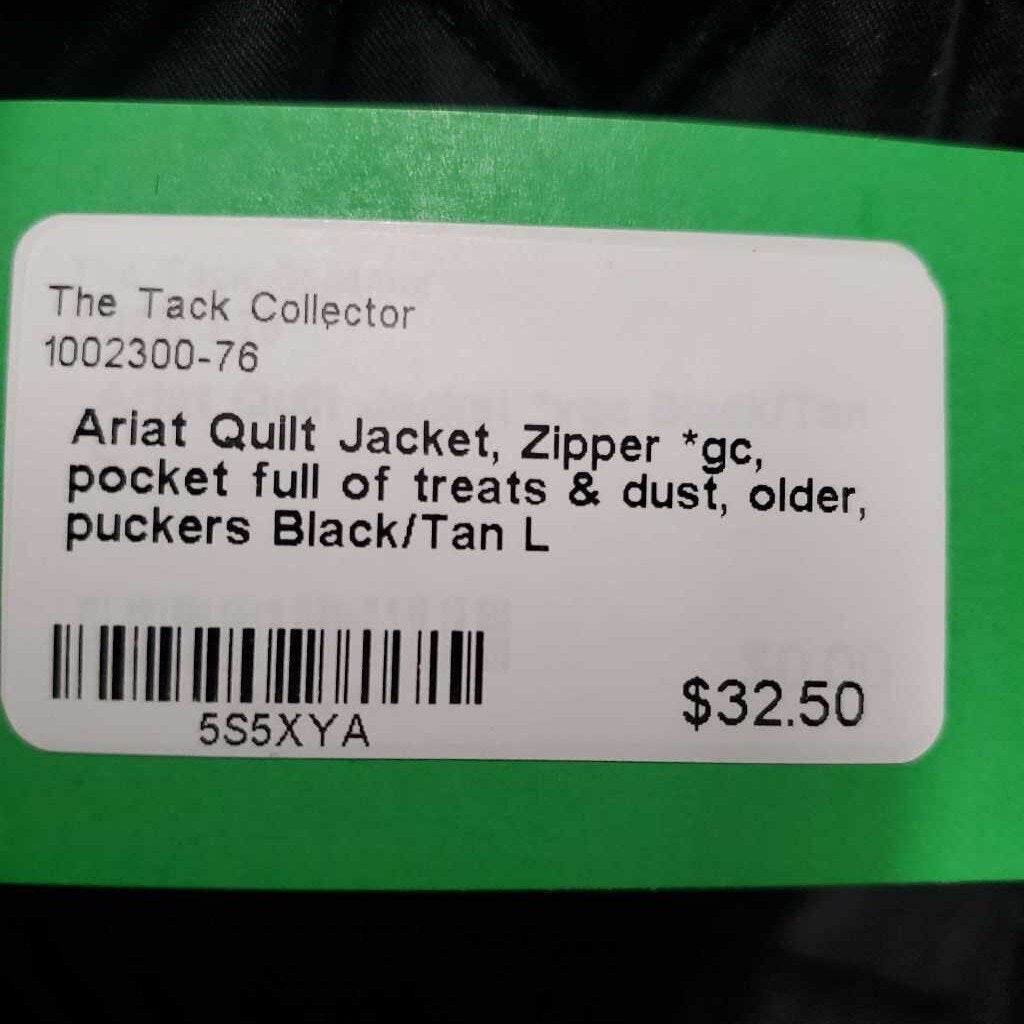 The Tack Collector
1002300-76
Ariat Quilt Jacket, Zipper *gc,
pocket full of treats & dust, older,
puckers Black/Tan L
5S5XYA
$32.50